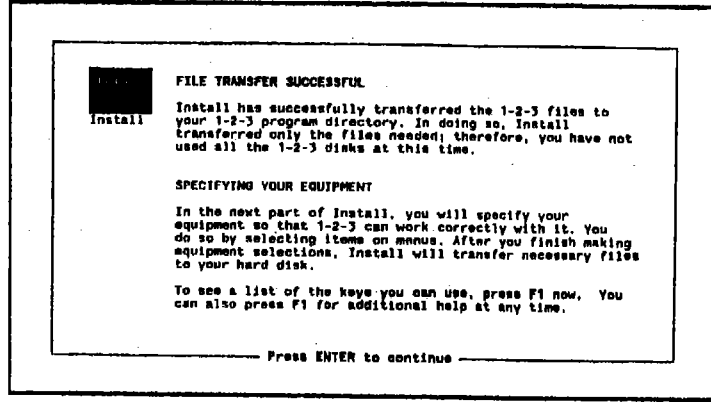 FILE TRANSFER SUCCESSFUL
Install has successfully transferred the 1-2-3 files to
your 1-2-3 program directory. In doing so, Install
transferred only the files needed; therefore, you have not
used all the 1-2-3 disks at this time.
Install
SPECIFYING YOUR EQUIPMENT
In the next part of Install, you will specify your
equipment so that 1-2-3 can work correctly with it. You
do so by selecting items on menus. After you finish making
equipment selections, Install will transfer necessary files
to your hard disk.
To see a list of the keys you can use, press F1 now. You
can also press F1 for additional help at any time.
Press ENTER to continue